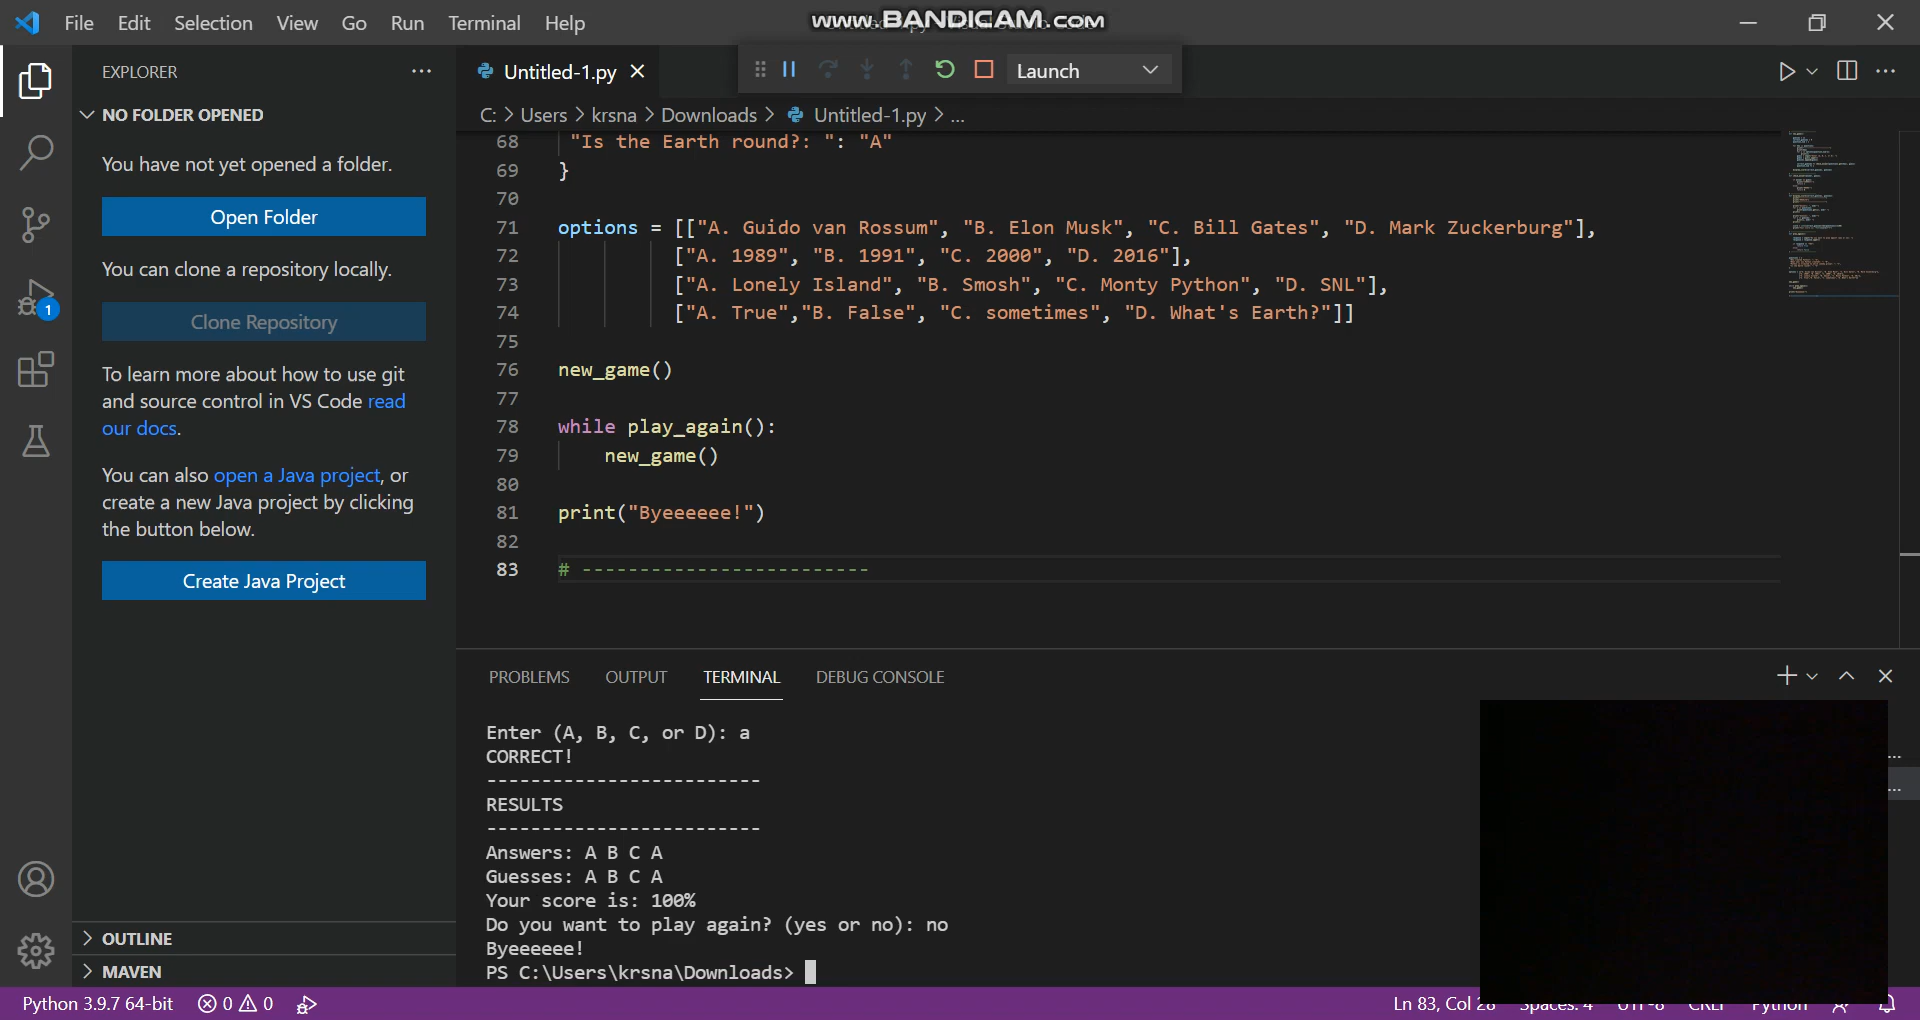 File Edit Selection View Go Run Terminal Help
www.BANDICAM.com
EXPLORER
NO FOLDER OPENED
You have not yet opened a folder.
Open Folder
You can clone a repository locally.
Clone Repository
To learn more about how to use git
and source control in VS Code read
our docs.
You can also open a Java project, or
create a new Java project by clicking
the button below.
Create Java Project
OUTLINE
MAVEN
1
Untitled-1.py
Launch
C: > Users > krsna > Downloads > Untitled-1.py > ...
68 "Is the Earth round?: ": "A"
69 }
70
71 options = [["A. Guido van Rossum", "B. Elon Musk", "C. Bill Gates", "D. Mark Zuckerburg"],
72 ["A. 1989", "B. 1991", "C. 2000", "D. 2016"],
73 ["A. Lonely Island", "B. Smosh", "C. Monty Python", "D. SNL"],
74 ["A. True","B. False", "C. sometimes", "D. What's Earth?"]]
75
76 new_game()
77
78 while play_again():
79 new_game()
80
81 print("Byeeeeee!")
82
83 # -------------------------
PROBLEMS OUTPUT TERMINAL DEBUG CONSOLE
Enter (A, B, C, or D): a
CORRECT!
-------------------------
RESULTS
-------------------------
Answers: A B C A
Guesses: A B C A
Your score is: 100%
Do you want to play again? (yes or no): no
Byeeeeee!
PS C:\Users\krsna\Downloads>
Python 3.9.7 64-bit 0 0 Ln 83, Col 28 Spaces: 4 UTF-8 CRLF Python